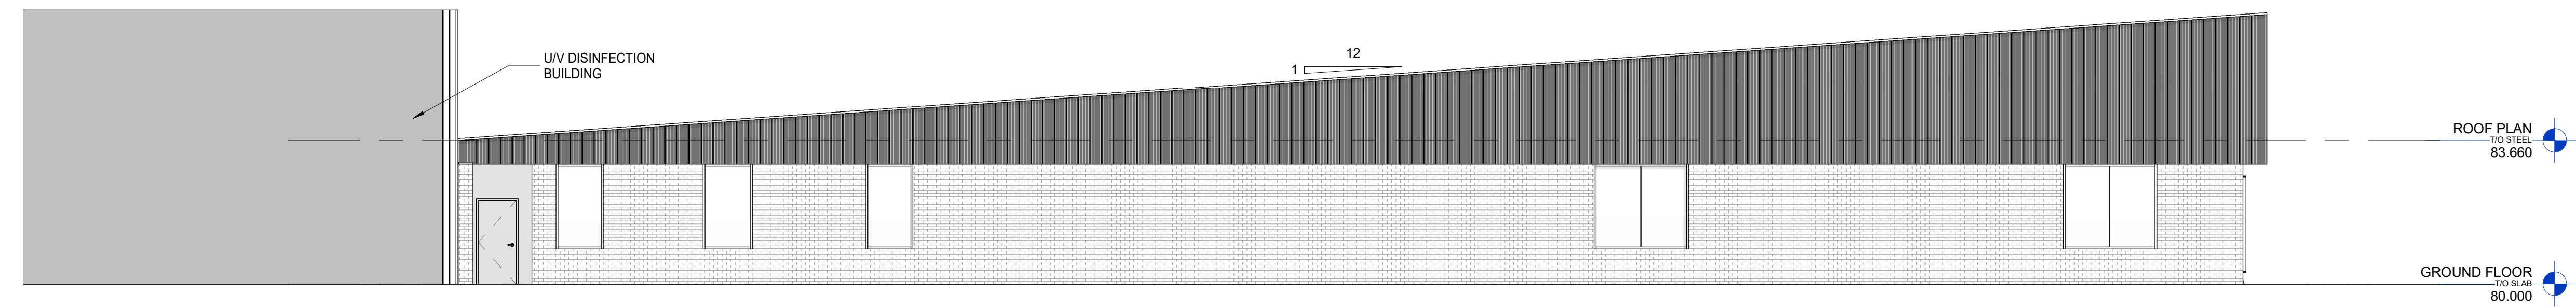 U/V DISINFECTION
BUILDING
12
1
ROOF PLAN
T/O STEEL
83.660
GROUND FLOOR
T/O SLAB
80.000